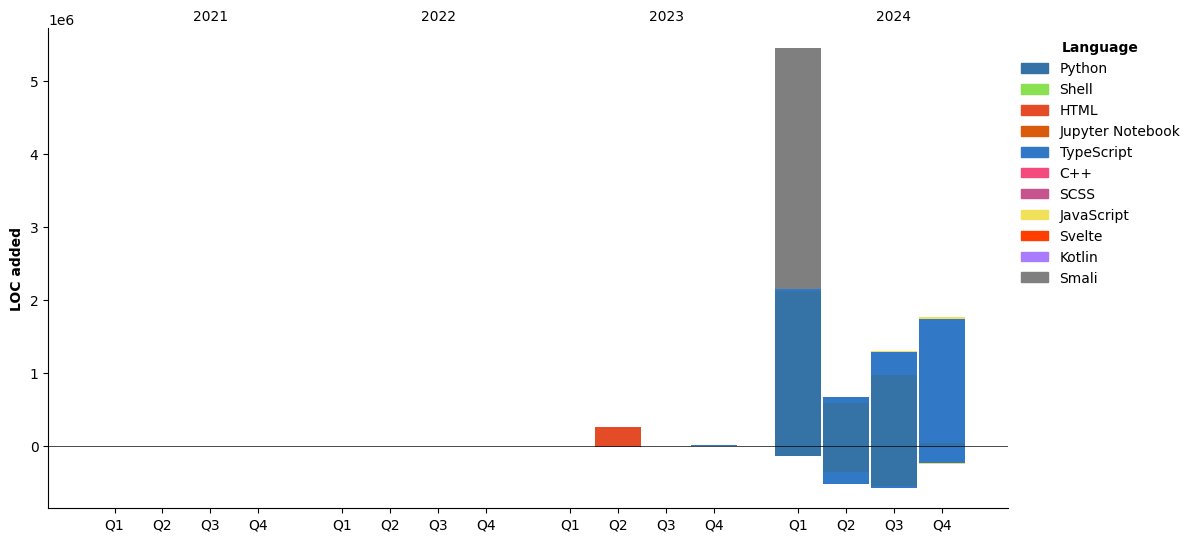 1e6
2021 2022 2023 2024
Language
Python
Shell
HTML
Jupyter Notebook
TypeScript
C++
SCSS
JavaScript
Svelte
Kotlin
Smali
LOC added
5
4
3
2
1
0
Q1 Q2 Q3 Q4 Q1 Q2 Q3 Q4 Q1 Q2 Q3 Q4 Q1 Q2 Q3 Q4